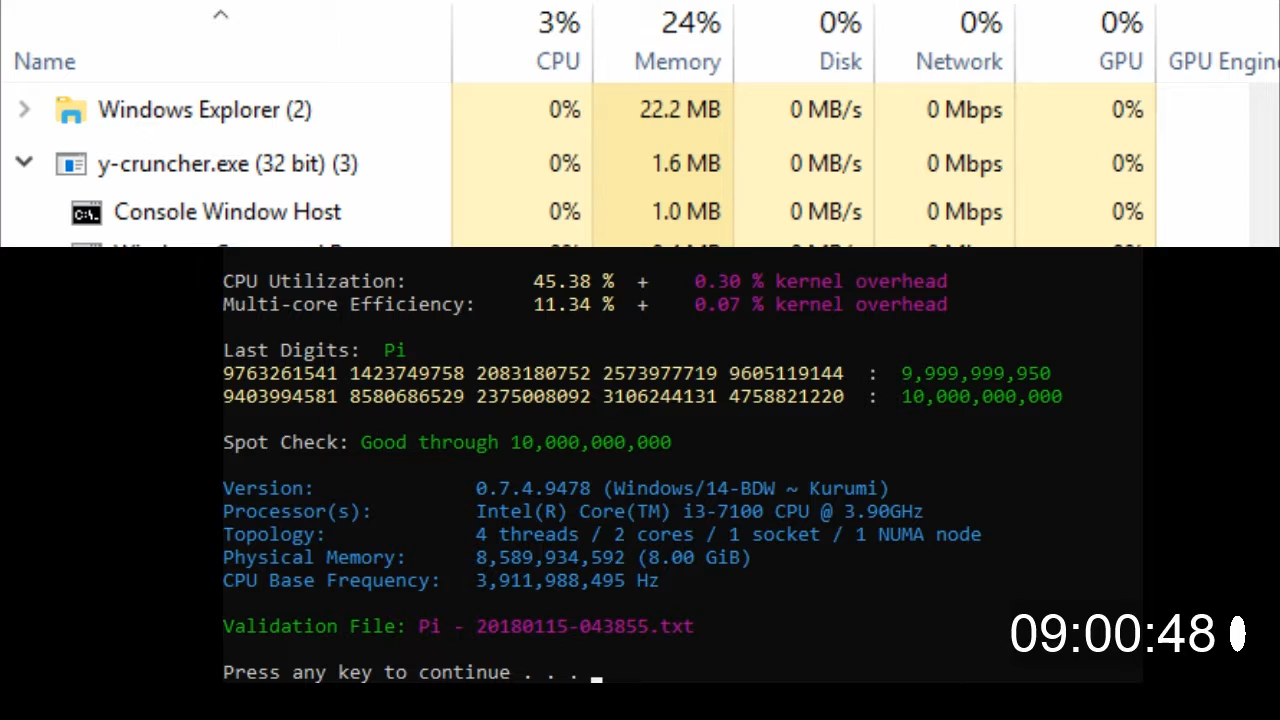 3% 24% 0% 0% 0%
Name CPU Memory Disk Network GPU GPU Engin
Windows Explorer (2) 0% 22.2 MB 0 MB/s 0 Mbps 0%
y-cruncher.exe (32 bit) (3) 0% 1.6 MB 0 MB/s 0 Mbps 0%
C:\. Console Window Host 0% 1.0 MB 0 MB/s 0 Mbps 0%
CPU Utilization: 45.38 % + 0.30 % kernel overhead
Multi-core Efficiency: 11.34 % + 0.07 % kernel overhead
Last Digits: Pi
9763261541 1423749758 2083180752 2573977719 9605119144 : 9,999,999,950
9403994581 8580686529 2375008092 3106244131 4758821220 : 10,000,000,000
Spot Check: Good through 10,000,000,000
Version: 0.7.4.9478 (Windows/14-BDW ~ Kurumi)
Processor(s): Intel(R) Core(TM) i3-7100 CPU @ 3.90GHz
Topology: 4 threads / 2 cores / 1 socket / 1 NUMA node
Physical Memory: 8,589,934,592 (8.00 GiB)
CPU Base Frequency: 3,911,988,495 Hz
Validation File: Pi - 20180115-043855.txt
09:00:48
Press any key to continue . . .